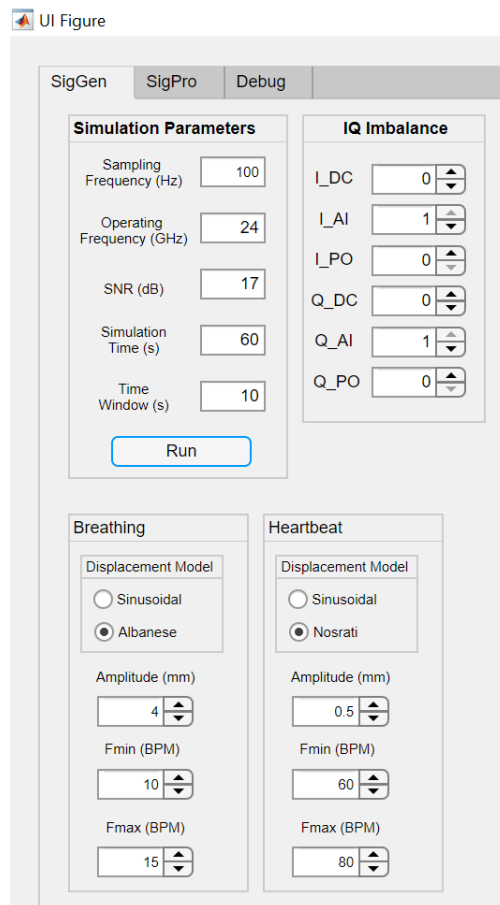 UI Figure
SigGen
SigPro
Debug
Simulation Parameters
Sampling
Frequency (Hz)
100
Operating
Frequency (GHz)
24
SNR (dB)
17
Simulation
Time (s)
60
Time
Window (s)
10
Run
IQ Imbalance
I_DC
0
I_AI
1
I_PO
0
Q_DC
0
Q_AI
1
Q_PO
0
Breathing
Displacement Model
Sinusoidal
Albanese
Amplitude (mm)
4
Fmin (BPM)
10
Fmax (BPM)
15
Heartbeat
Displacement Model
Sinusoidal
Nosrati
Amplitude (mm)
0.5
Fmin (BPM)
60
Fmax (BPM)
80